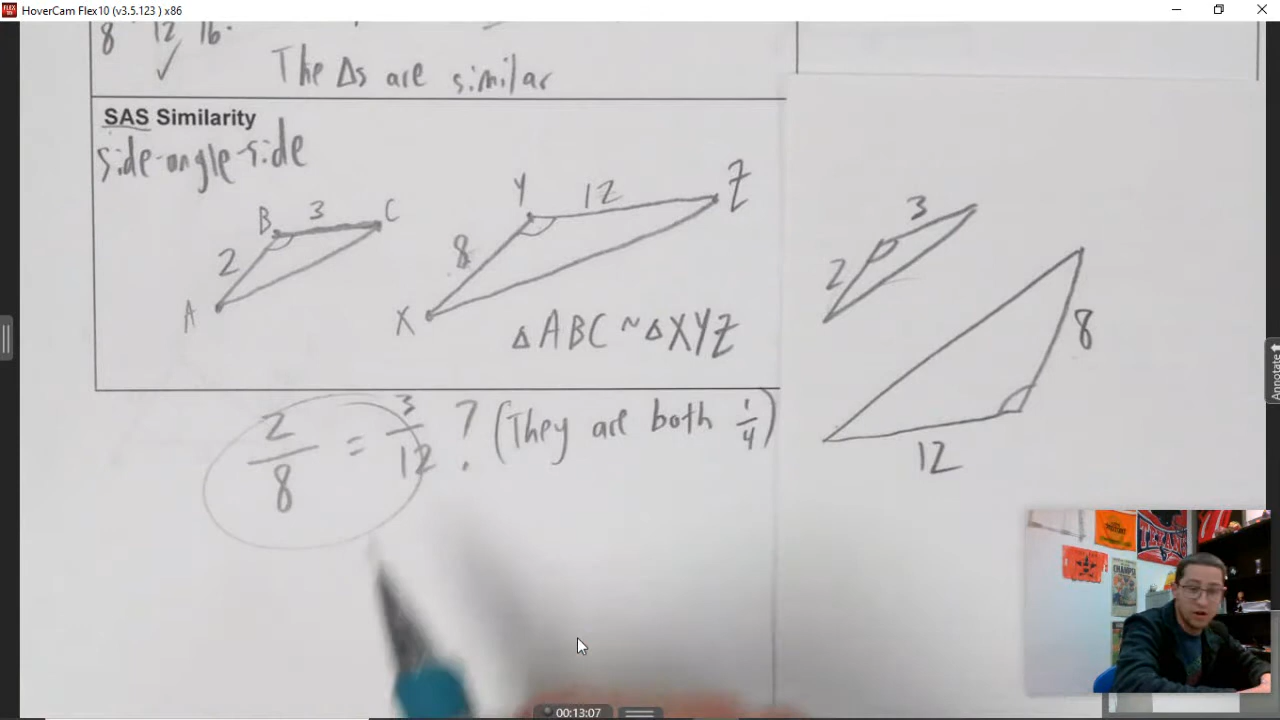 HoverCam Flex10 (v3.5.123 ) x86
8 12 16
✓
The Δs are similar
SAS Similarity
side-angle-side
B 3 C
2
A
Y 12 Z
8
X
ΔABC ~ ΔXYZ
2/8 = 3/12 ? (They are both 1/4)
3
2
8
12
Annotate
TEXANS
00:13:07